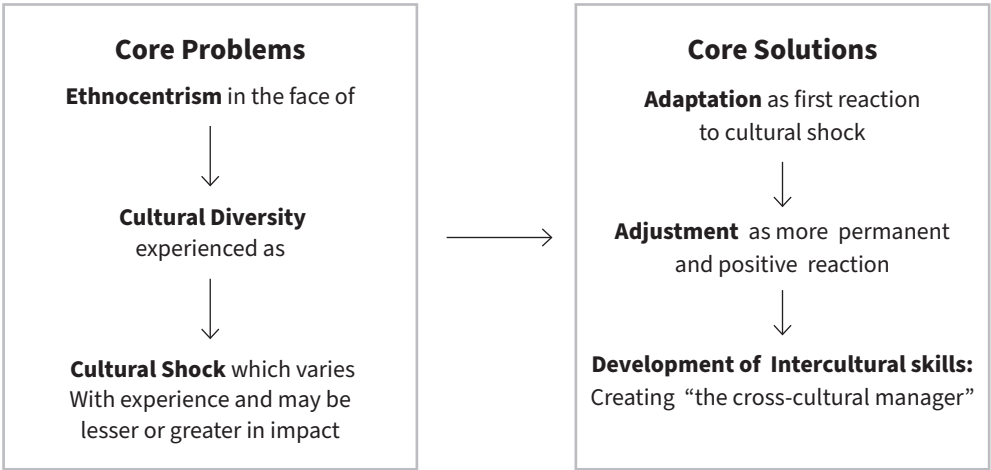 Core Problems
Ethnocentrism in the face of
Cultural Diversity
experienced as
Cultural Shock which varies
With experience and may be
lesser or greater in impact
Core Solutions
Adaptation as first reaction
to cultural shock
Adjustment as more permanent
and positive reaction
Development of Intercultural skills:
Creating “the cross-cultural manager”